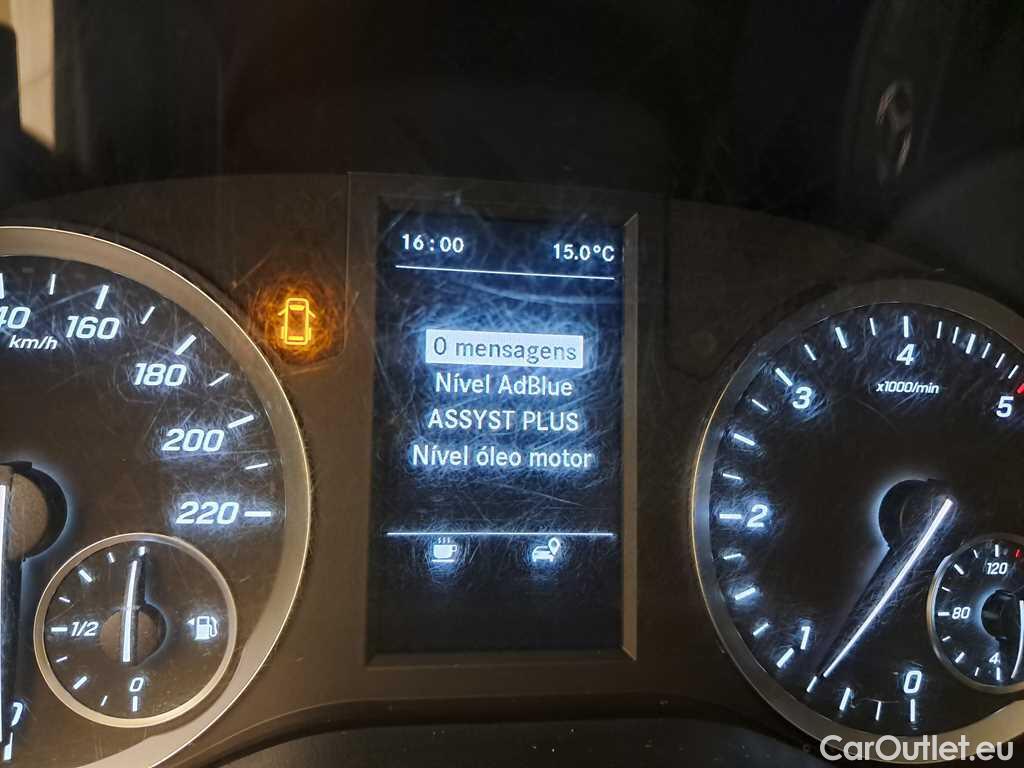 16:00 15.0°C
0 mensagens
Nível AdBlue
ASSYST PLUS
Nível óleo motor
40 160 180 200 220
km/h
1/2 0
0 1 2 3 4 5
x1000/min
120
80
CarOutlet.eu